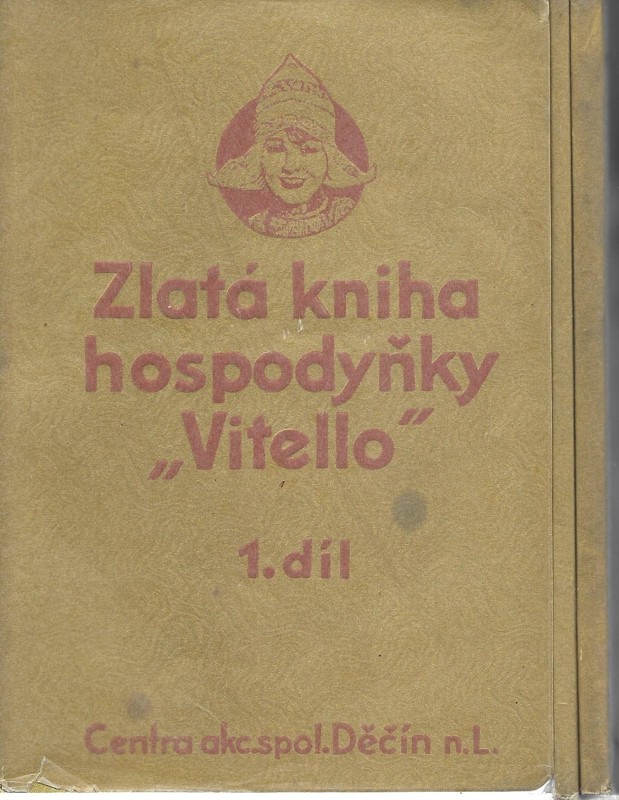 Zlatá kniha
hospodyňky
„Vitello”
1. díl
Centra akc.spol.Děčín n.L.